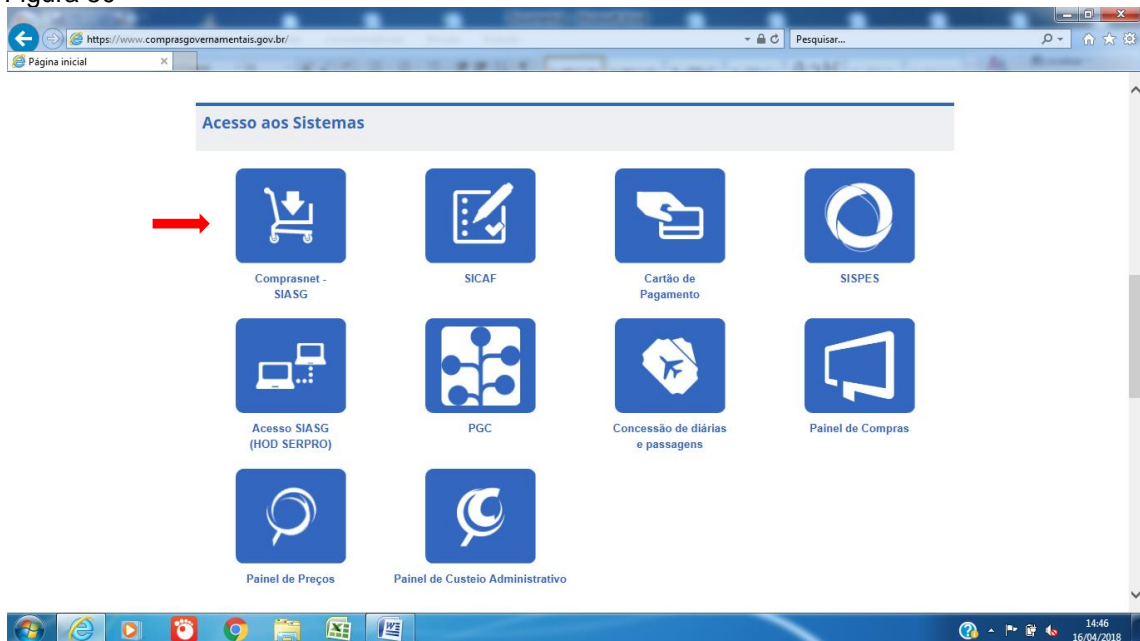 https://www.comprasgovernamentais.gov.br/
Pesquisar...
Página inicial
Acesso aos Sistemas
Comprasnet -
SIASG
SICAF
Cartão de
Pagamento
SISPES
Acesso SIASG
(HOD SERPRO)
PGC
Concessão de diárias
e passagens
Painel de Compras
Painel de Preços
Painel de Custeio Administrativo
14:46
16/04/2018